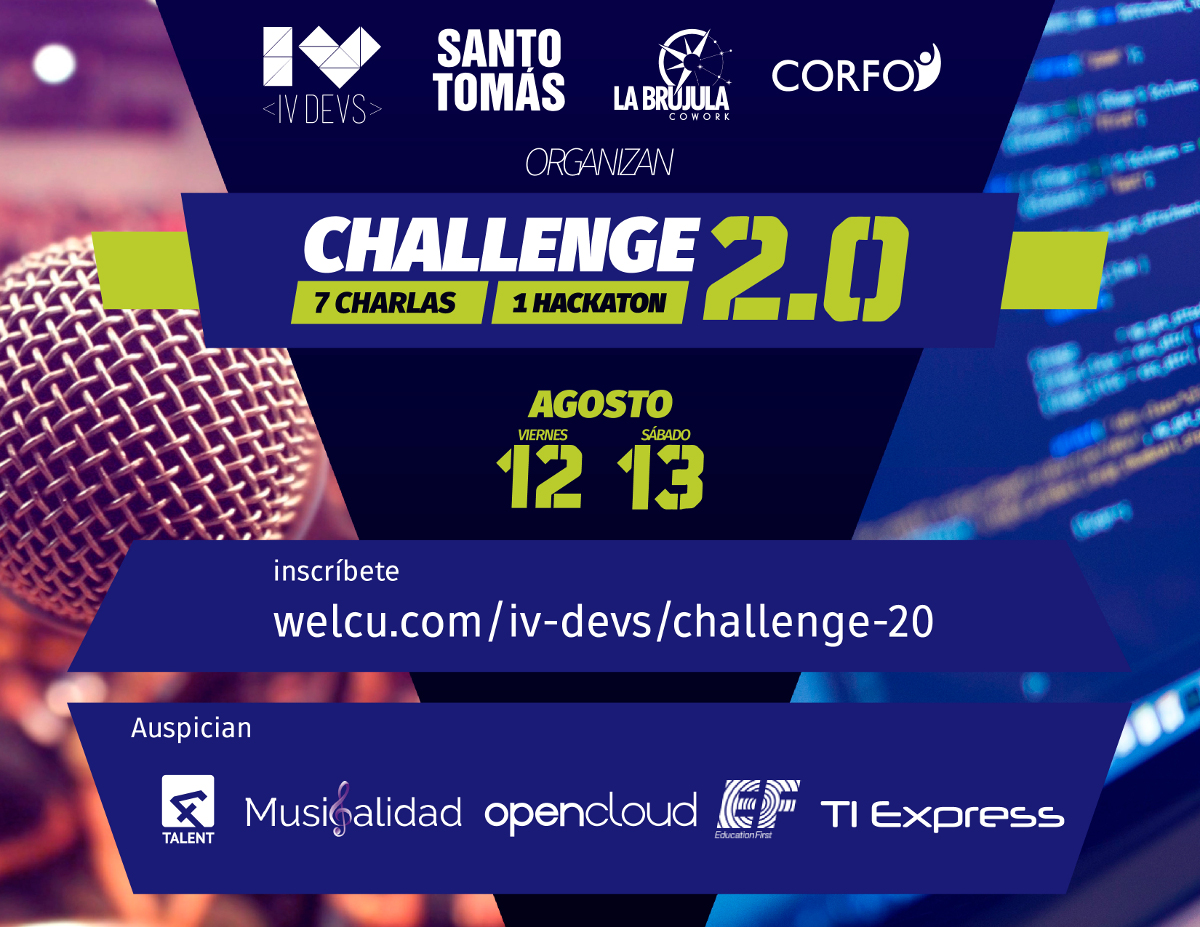 <IV DEVS>
SANTO
TOMÁS
LA BRÚJULA
COWORK
CORFO
ORGANIZAN
CHALLENGE 2.0
7 CHARLAS 1 HACKATON
AGOSTO
VIERNES SÁBADO
12 13
inscríbete
welcu.com/iv-devs/challenge-20
Auspician
TALENT
Musicalidad
opencloud
EF
Education First
TI Express